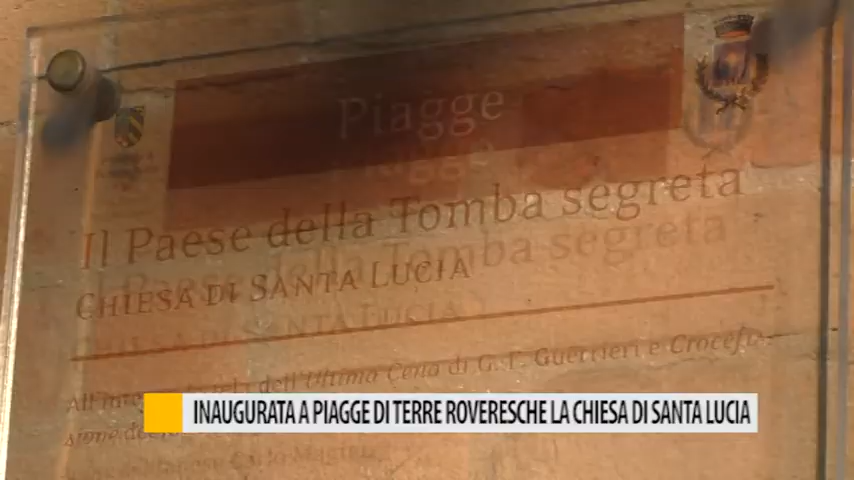 Piagge
Il Paese della Tomba segreta
CHIESA DI SANTA LUCIA
dell'Ultima Cena di G. F. Guerrieri e Crocefis
INAUGURATA A PIAGGE DI TERRE ROVERESCHE LA CHIESA DI SANTA LUCIA